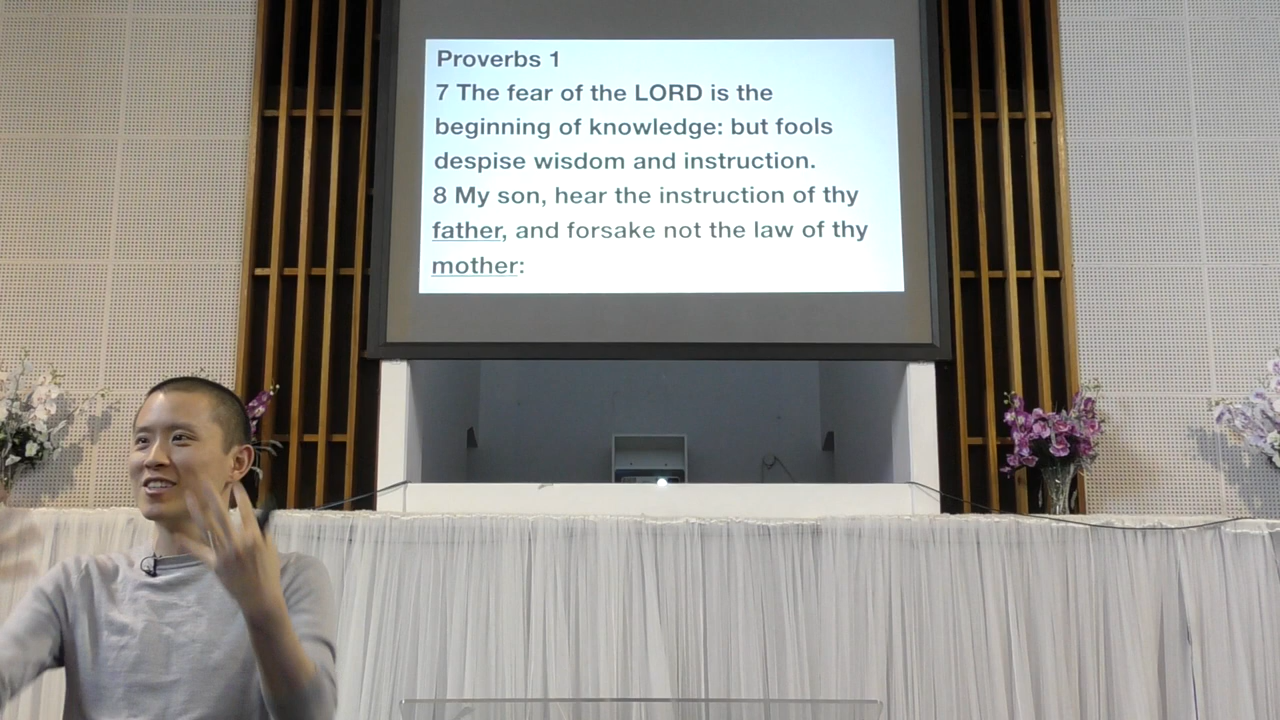 Proverbs 1
7 The fear of the LORD is the
beginning of knowledge: but fools
despise wisdom and instruction.
8 My son, hear the instruction of thy
father, and forsake not the law of thy
mother: